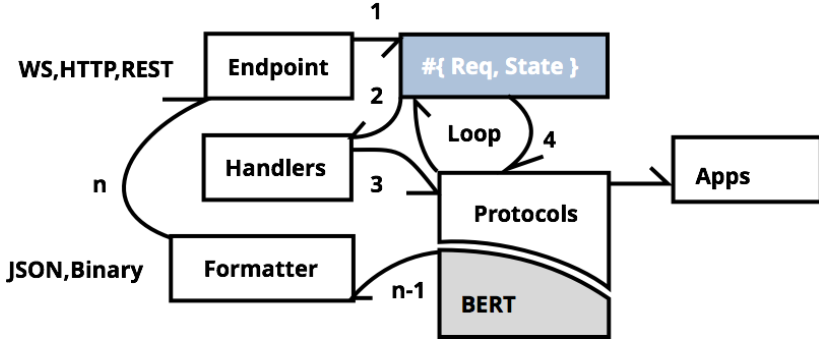 1
WS,HTTP,REST
Endpoint
#{ Req, State }
2
Loop
4
Handlers
3
n
Apps
Protocols
JSON,Binary
Formatter
n-1
BERT